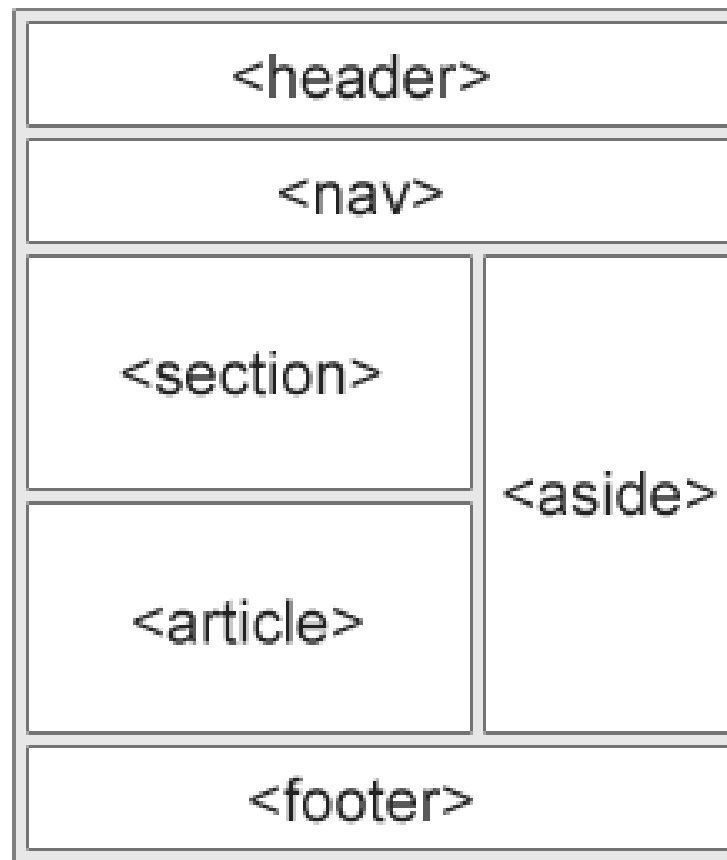 <header>
<nav>
<section>
<aside>
<article>
<footer>